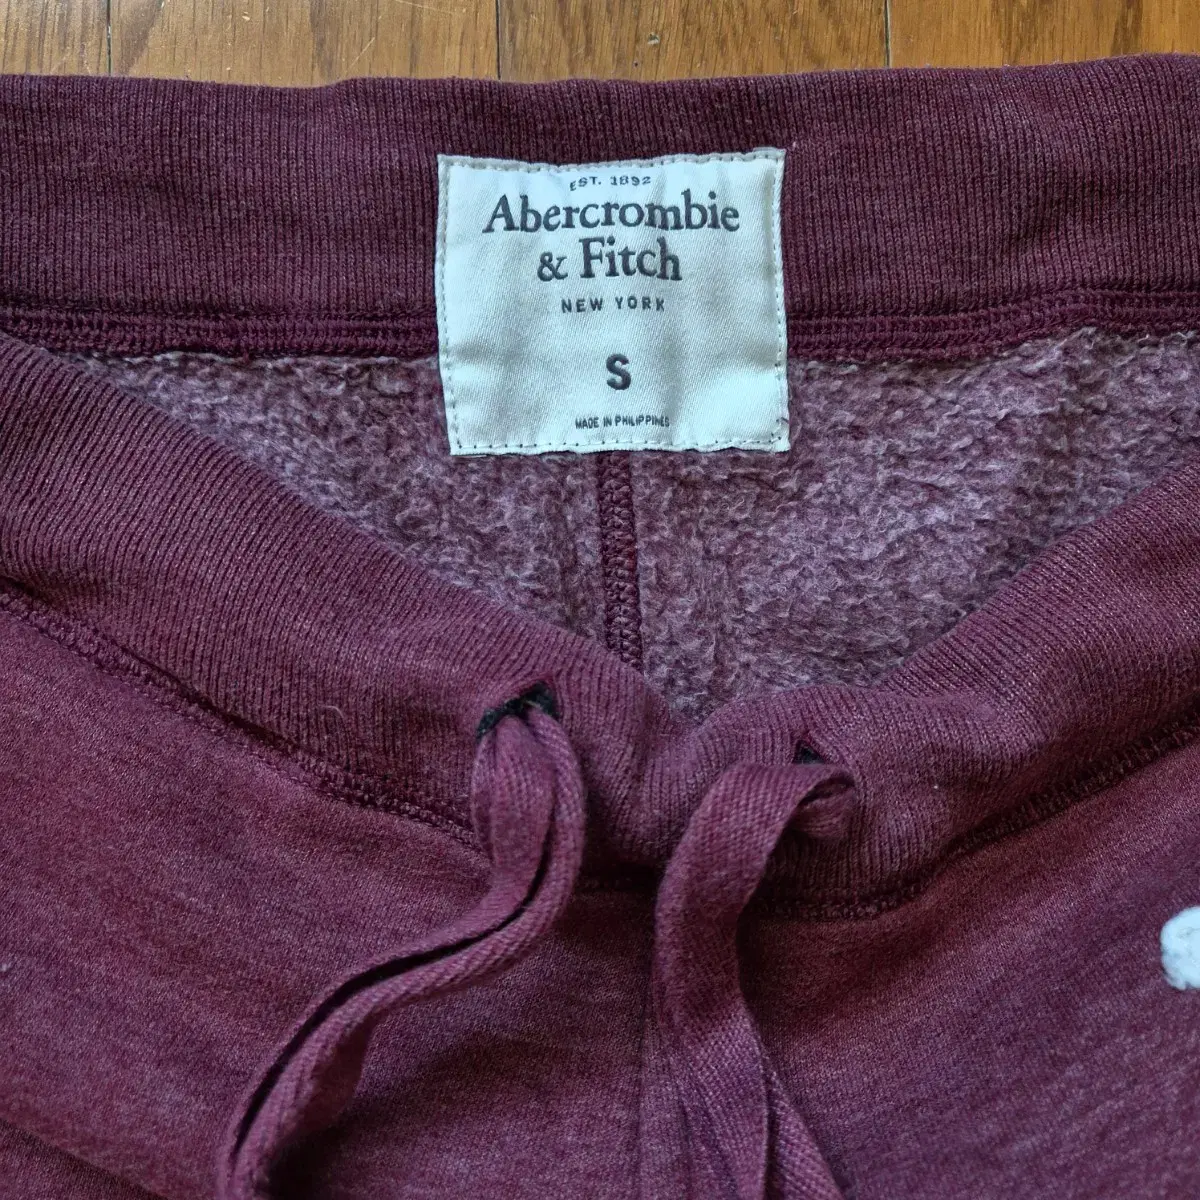 EST. 1892
Abercrombie
& Fitch
NEW YORK
S
MADE IN PHILIPPINES